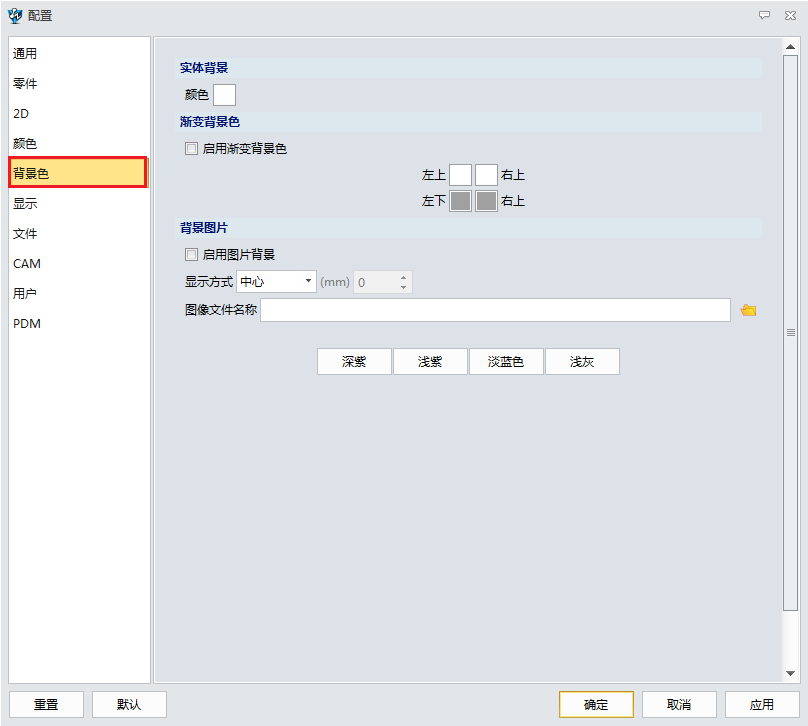 配置
通用
零件
2D
颜色
背景色
显示
文件
CAM
用户
PDM
实体背景
颜色
渐变背景色
启用渐变背景色
左上 右上
左下 右上
背景图片
启用图片背景
显示方式 中心 (mm) 0
图像文件名称
深紫 浅紫 淡蓝色 浅灰
重置 默认 确定 取消 应用